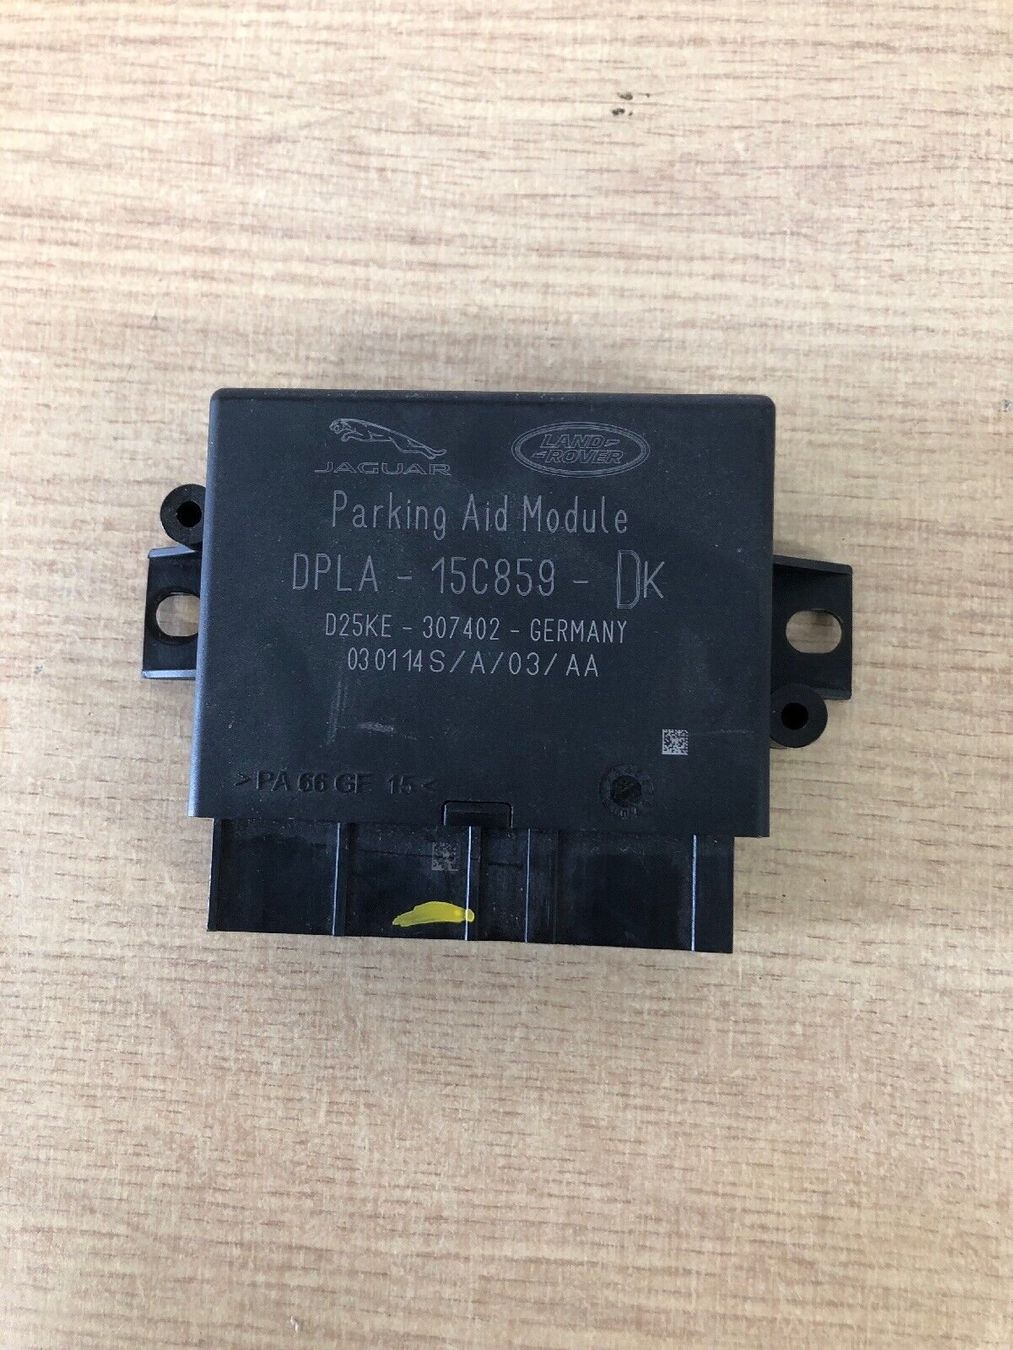 JAGUAR
LAND-
-ROVER
Parking Aid Module
DPLA - 15C859 - DK
D25KE - 307402 - GERMANY
030114S/A/03/AA
>PA 66 GF 15<